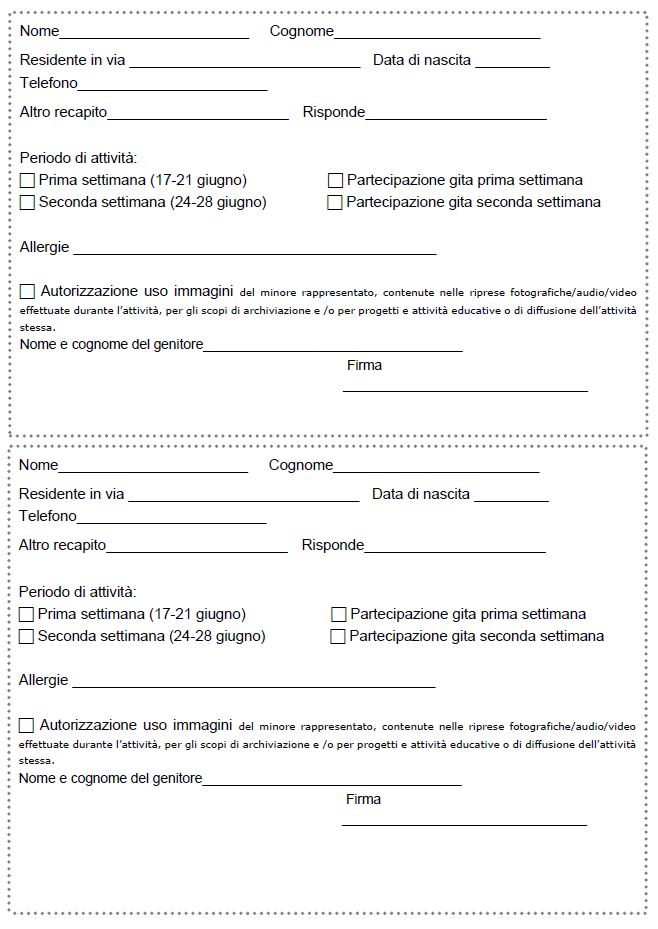 Nome_______________________ Cognome_________________________
Residente in via ____________________________ Data di nascita _________
Telefono_______________________
Altro recapito______________________ Risponde______________________
Periodo di attività:
☐ Prima settimana (17-21 giugno) ☐ Partecipazione gita prima settimana
☐ Seconda settimana (24-28 giugno) ☐ Partecipazione gita seconda settimana
Allergie ____________________________________________
☐ Autorizzazione uso immagini del minore rappresentato, contenute nelle riprese fotografiche/audio/video
effettuate durante l'attività, per gli scopi di archiviazione e /o per progetti e attività educative o di diffusione dell'attività
stessa.
Nome e cognome del genitore_______________________________
Firma
______________________________
Nome_______________________ Cognome_________________________
Residente in via ____________________________ Data di nascita _________
Telefono_______________________
Altro recapito______________________ Risponde______________________
Periodo di attività:
☐ Prima settimana (17-21 giugno) ☐ Partecipazione gita prima settimana
☐ Seconda settimana (24-28 giugno) ☐ Partecipazione gita seconda settimana
Allergie ____________________________________________
☐ Autorizzazione uso immagini del minore rappresentato, contenute nelle riprese fotografiche/audio/video
effettuate durante l'attività, per gli scopi di archiviazione e /o per progetti e attività educative o di diffusione dell'attività
stessa.
Nome e cognome del genitore_______________________________
Firma
______________________________